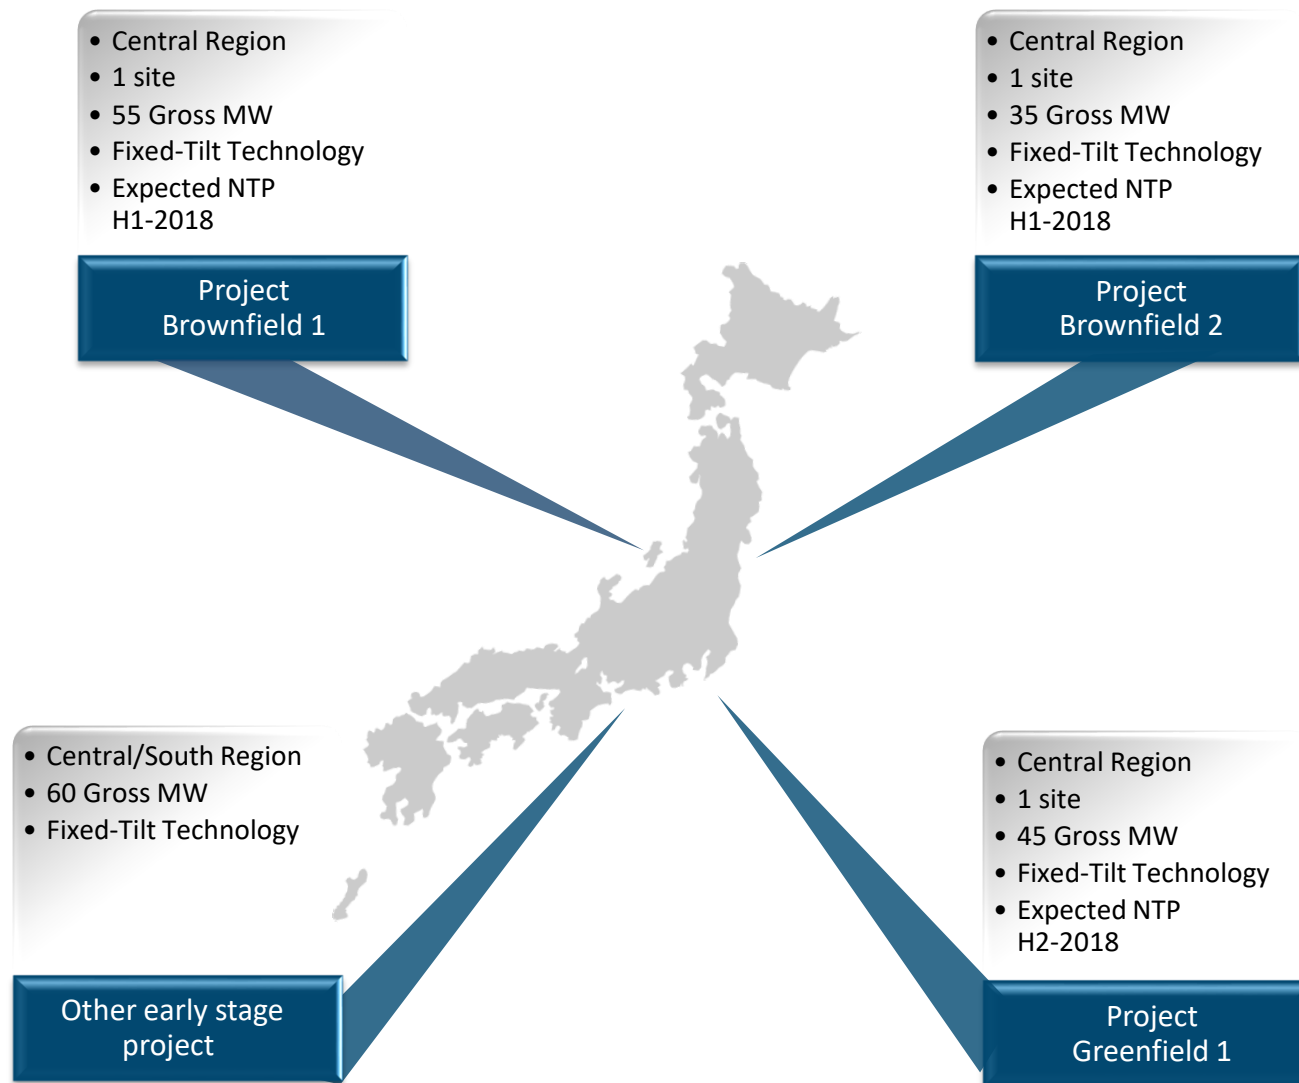 • Central Region
• 1 site
• 55 Gross MW
• Fixed-Tilt Technology
• Expected NTP
H1-2018
Project
Brownfield 1
• Central Region
• 1 site
• 35 Gross MW
• Fixed-Tilt Technology
• Expected NTP
H1-2018
Project
Brownfield 2
• Central/South Region
• 60 Gross MW
• Fixed-Tilt Technology
Other early stage
project
• Central Region
• 1 site
• 45 Gross MW
• Fixed-Tilt Technology
• Expected NTP
H2-2018
Project
Greenfield 1